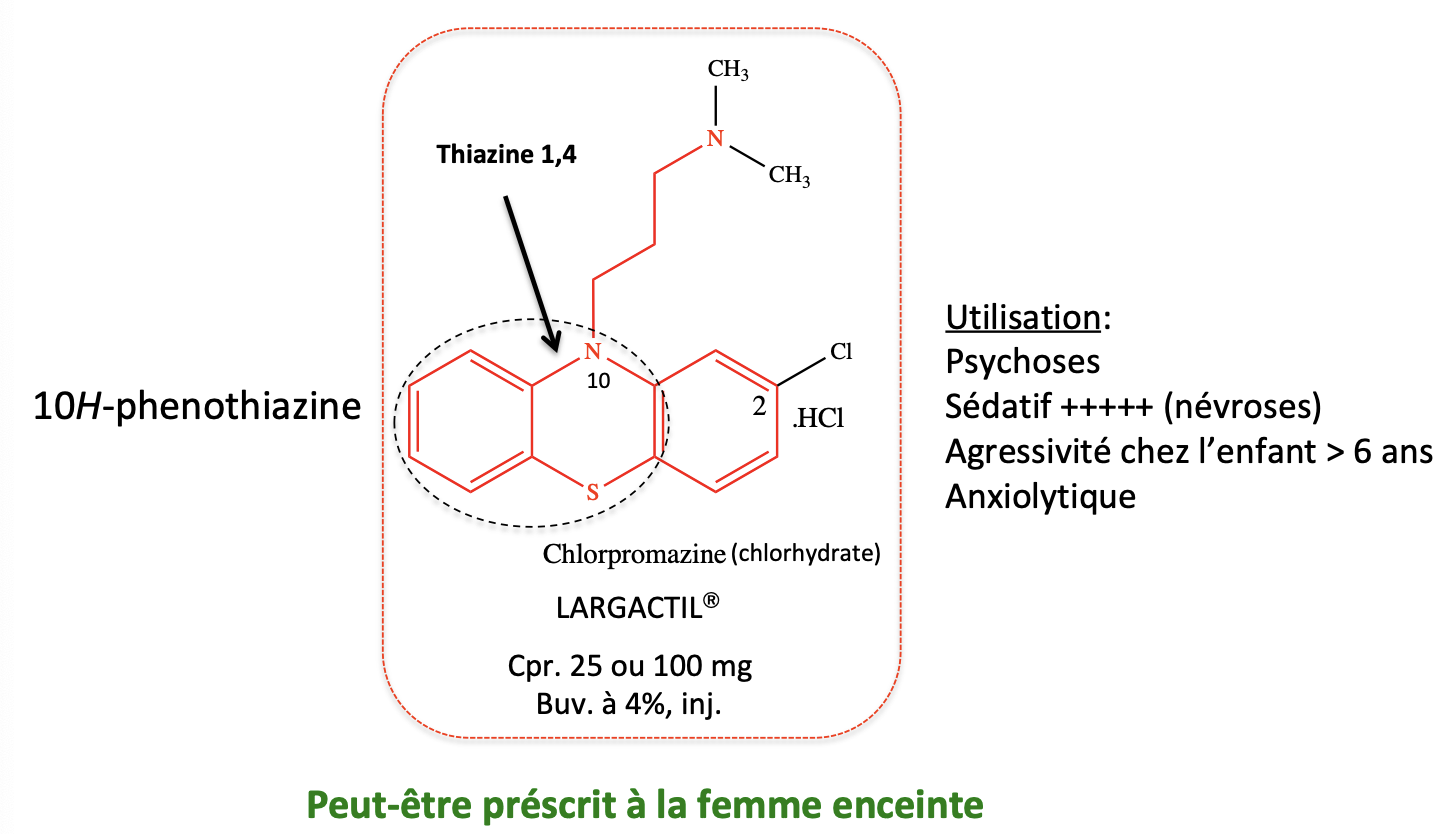 CH₃
N
CH₃
Thiazine 1,4
N
10
Cl
2
.HCl
S
10H-phenothiazine
Chlorpromazine (chlorhydrate)
LARGACTIL®
Cpr. 25 ou 100 mg
Buv. à 4%, inj.
Utilisation:
Psychoses
Sédatif +++++ (névroses)
Agressivité chez l’enfant > 6 ans
Anxiolytique
Peut-être préscrit à la femme enceinte